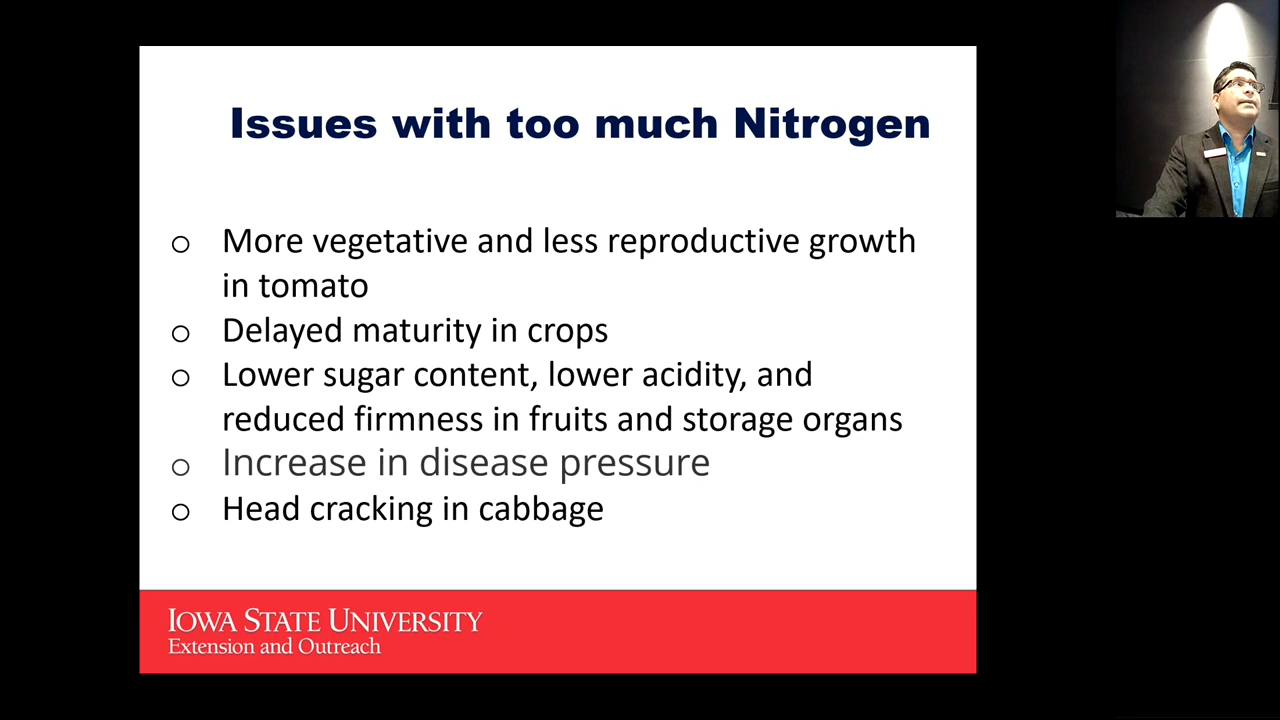 Issues with too much Nitrogen
o More vegetative and less reproductive growth
in tomato
o Delayed maturity in crops
o Lower sugar content, lower acidity, and
reduced firmness in fruits and storage organs
o Increase in disease pressure
o Head cracking in cabbage
IOWA STATE UNIVERSITY
Extension and Outreach